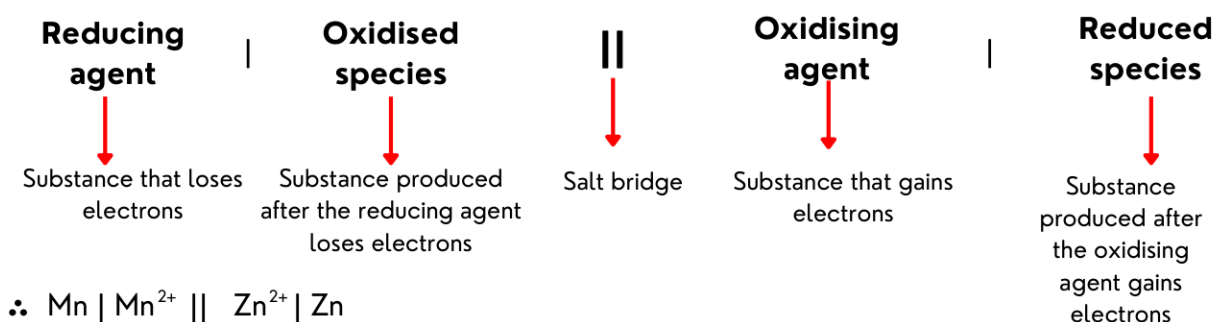 Reducing
agent
|
Oxidised
species
||
Oxidising
agent
|
Reduced
species
Substance that loses
electrons
Substance produced
after the reducing agent
loses electrons
Salt bridge
Substance that gains
electrons
Substance
produced after
the oxidising
agent gains
electrons
∴ Mn | Mn²⁺ || Zn²⁺ | Zn